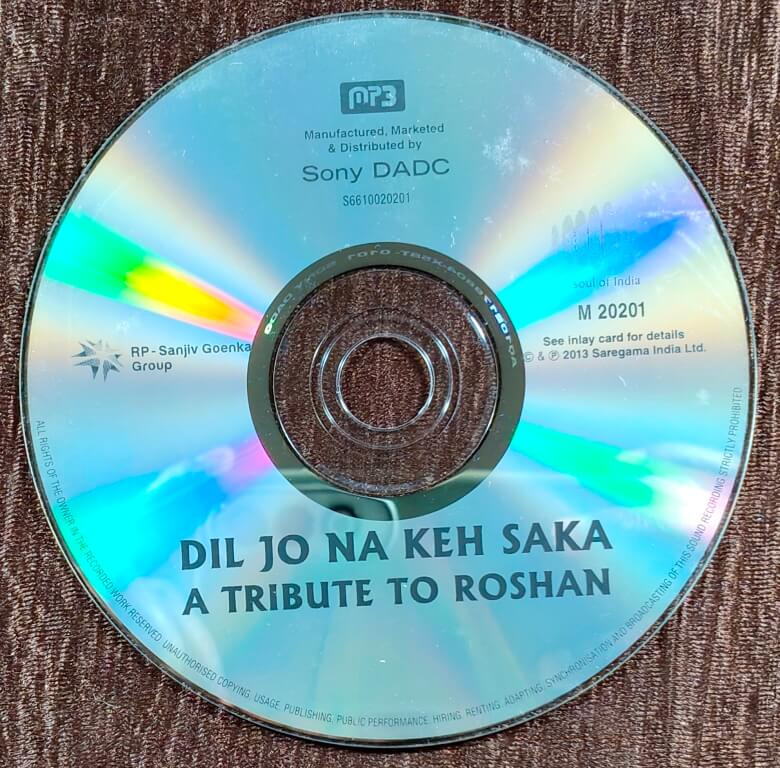 MP3
Manufactured, Marketed
& Distributed by
Sony DADC
S6610020201
soul of India
M 20201
See inlay card for details
© & ℗ 2013 Saregama India Ltd.
RP - Sanjiv Goenka
Group
DIL JO NA KEH SAKA
A TRIBUTE TO ROSHAN
ALL RIGHTS OF THE OWNER IN THE RECORDED WORK RESERVED. UNAUTHORISED COPYING, USAGE, PUBLISHING, PUBLIC PERFORMANCE, HIRING, RENTING, ADAPTING, SYNCHRONISATION AND BROADCASTING OF THIS SOUND RECORDING STRICTLY PROHIBITED